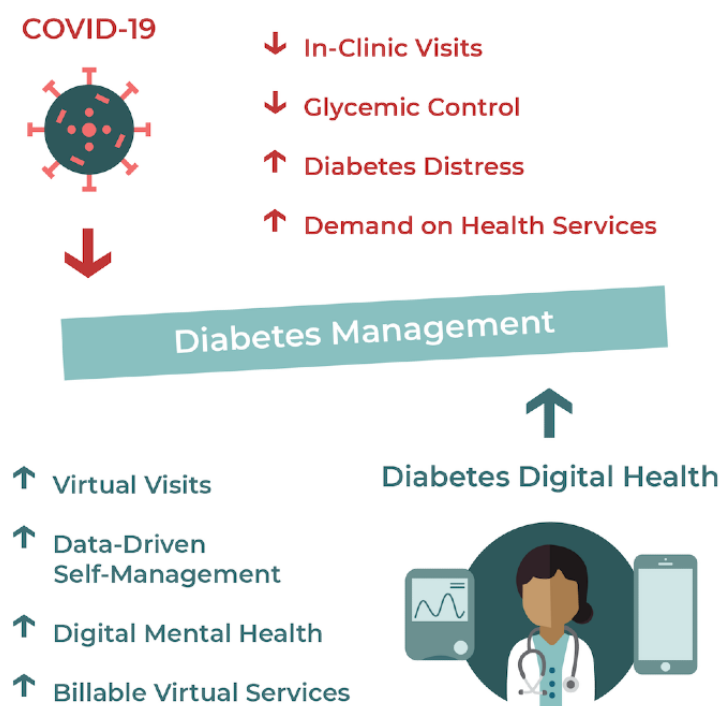 COVID-19
↓ In-Clinic Visits
↓ Glycemic Control
↑ Diabetes Distress
↑ Demand on Health Services
Diabetes Management
Diabetes Digital Health
↑ Virtual Visits
↑ Data-Driven
Self-Management
↑ Digital Mental Health
↑ Billable Virtual Services